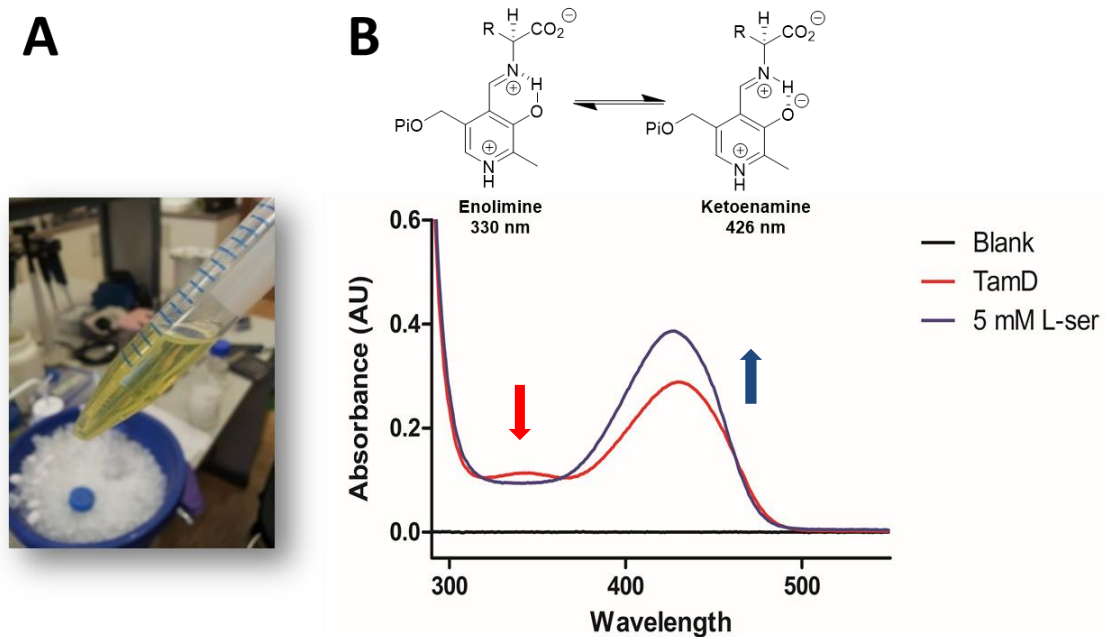 A
B
H
R
CO2⊖
N
H
⊕
O
PiO
⊕
N
H
Enolimine
330 nm
H
R
CO2⊖
N
H
⊕
⊖
O
PiO
⊕
N
H
Ketoenamine
426 nm
0.6
0.4
0.2
0.0
Absorbance (AU)
300
400
500
Wavelength
Blank
TamD
5 mM L-ser